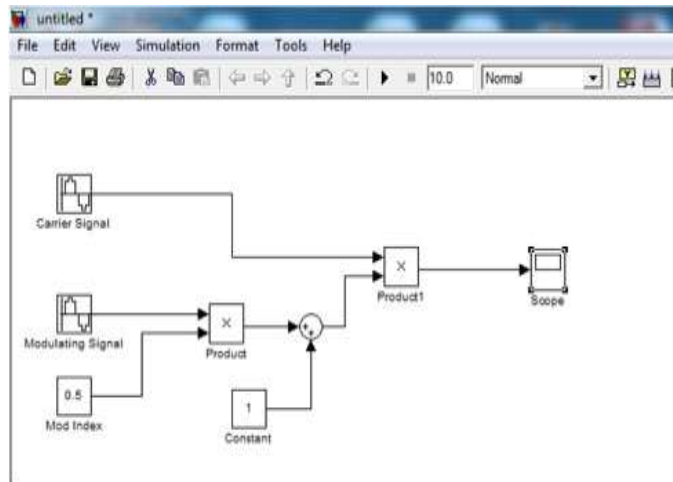 untitled *
File Edit View Simulation Format Tools Help
10.0 Normal
Carrier Signal
X
Product1
Scope
Modulating Signal
X
Product
0.5
Mod Index
1
Constant